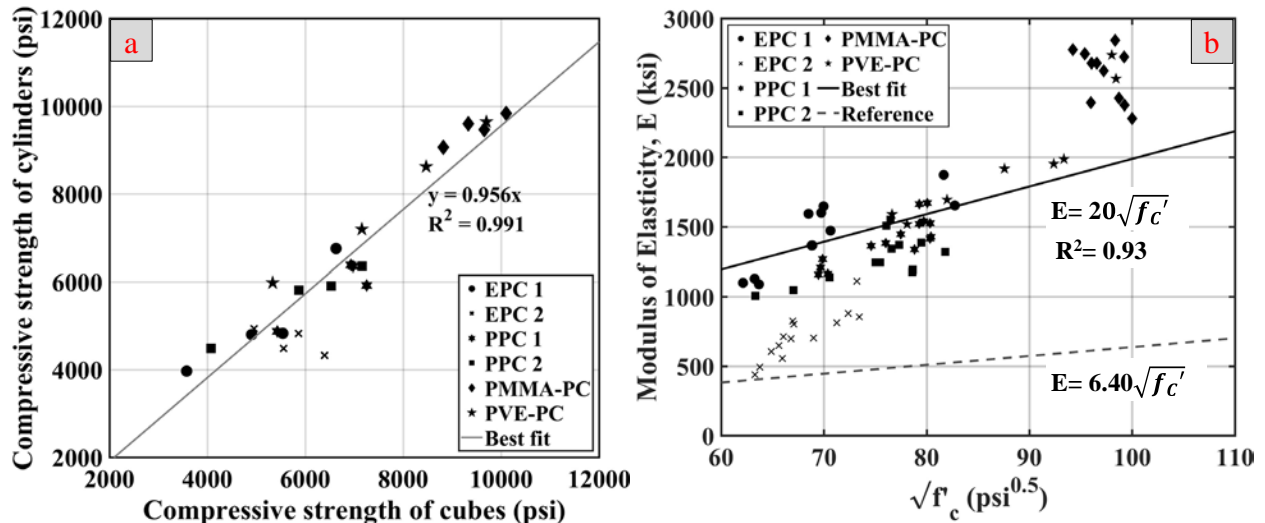 a
Compressive strength of cylinders (psi)
12000
10000
8000
6000
4000
2000
y = 0.956x
R² = 0.991
EPC 1
EPC 2
PPC 1
PPC 2
PMMA-PC
PVE-PC
Best fit
2000 4000 6000 8000 10000 12000
Compressive strength of cubes (psi)
b
Modulus of Elasticity, E (ksi)
3000
2500
2000
1500
1000
500
0
EPC 1
EPC 2
PPC 1
PPC 2
PMMA-PC
PVE-PC
Best fit
Reference
E= 20√fC′
R²= 0.93
E= 6.40√fC′
60 70 80 90 100 110
√f'c (psi^0.5)